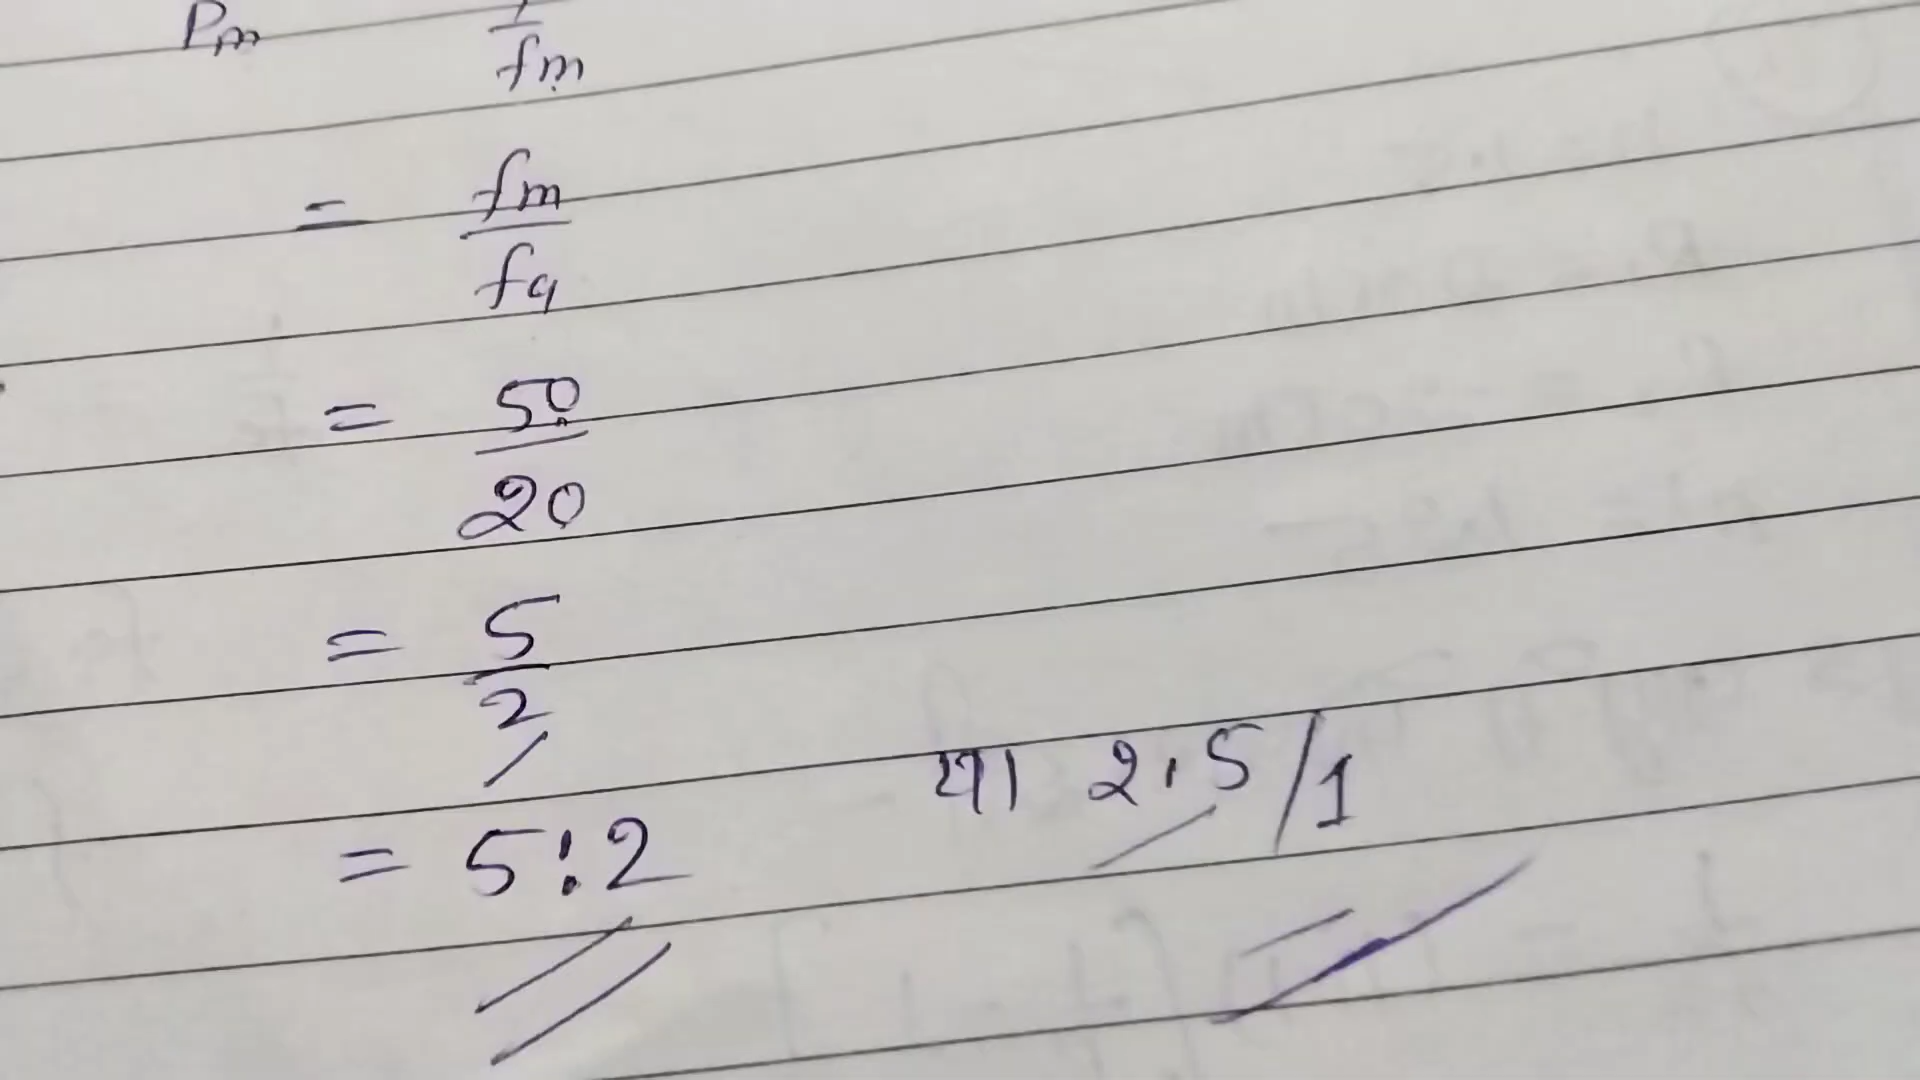 Pm 1/fm
= fm/fa
= 50/20
= 5/2
या 2.5/1
= 5:2